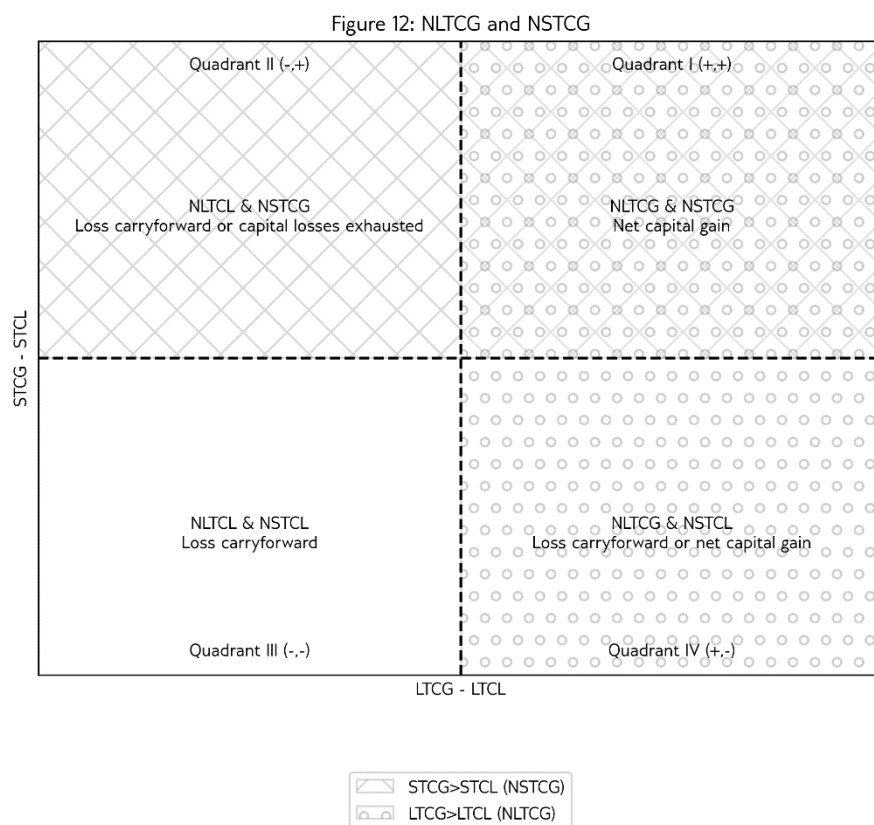 Figure 12: NLTCG and NSTCG
Quadrant II (-,+)
Quadrant I (+,+)
NLTCL & NSTCG
Loss carryforward or capital losses exhausted
NLTCG & NSTCG
Net capital gain
STCG - STCL
NLTCL & NSTCL
Loss carryforward
NLTCG & NSTCL
Loss carryforward or net capital gain
Quadrant III (-,-)
Quadrant IV (+,-)
LTCG - LTCL
STCG>STCL (NSTCG)
LTCG>LTCL (NLTCG)